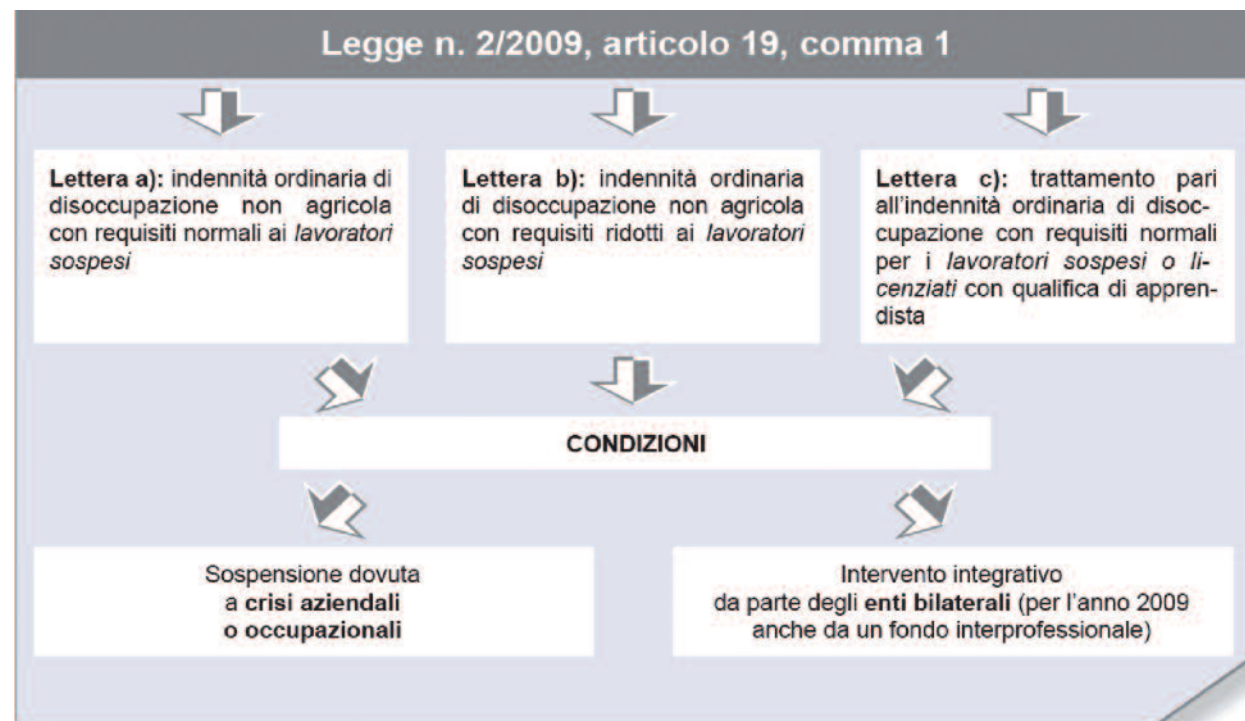 Legge n. 2/2009, articolo 19, comma 1
Lettera a): indennità ordinaria di
disoccupazione non agricola
con requisiti normali ai lavoratori
sospesi
Lettera b): indennità ordinaria
di disoccupazione non agricola
con requisiti ridotti ai lavoratori
sospesi
Lettera c): trattamento pari
all'indennità ordinaria di disoc-
cupazione con requisiti normali
per i lavoratori sospesi o li-
cenziati con qualifica di appren-
dista
CONDIZIONI
Sospensione dovuta
a crisi aziendali
o occupazionali
Intervento integrativo
da parte degli enti bilaterali (per l'anno 2009
anche da un fondo interprofessionale)